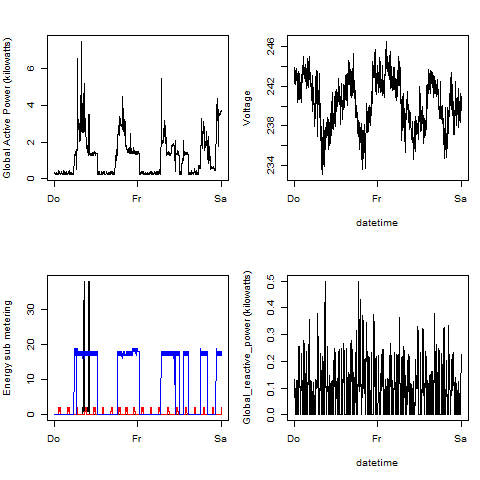 Global Active Power (kilowatts)
0 2 4 6
Do Fr Sa
Voltage
234 238 242 246
Do Fr Sa
datetime
Energy sub metering
0 10 20 30
Do Fr Sa
Global_reactive_power (kilowatts)
0.0 0.1 0.2 0.3 0.4 0.5
Do Fr Sa
datetime